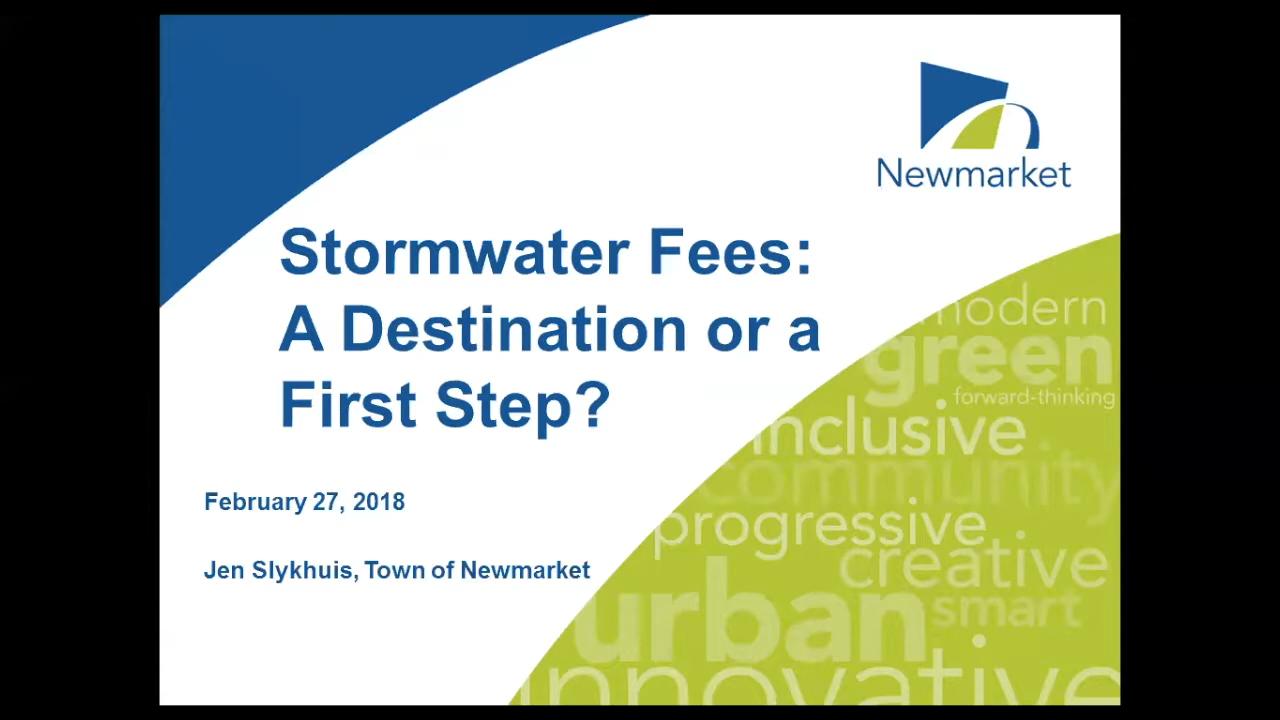 Newmarket
Stormwater Fees:
A Destination or a
First Step?
February 27, 2018
Jen Slykhuis, Town of Newmarket
modern
green
forward-thinking
inclusive
community
progressive
creative
urban
smart
innovative